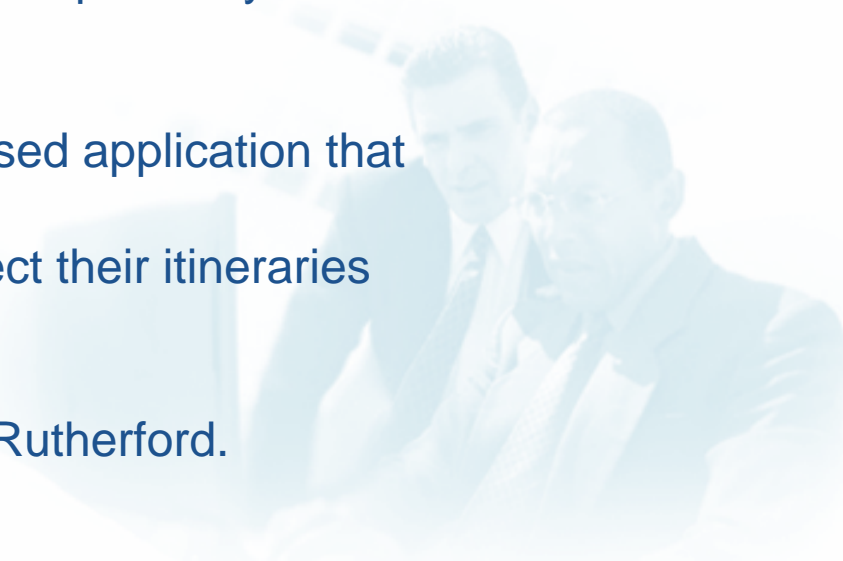 sed application that
ect their itineraries
Rutherford.